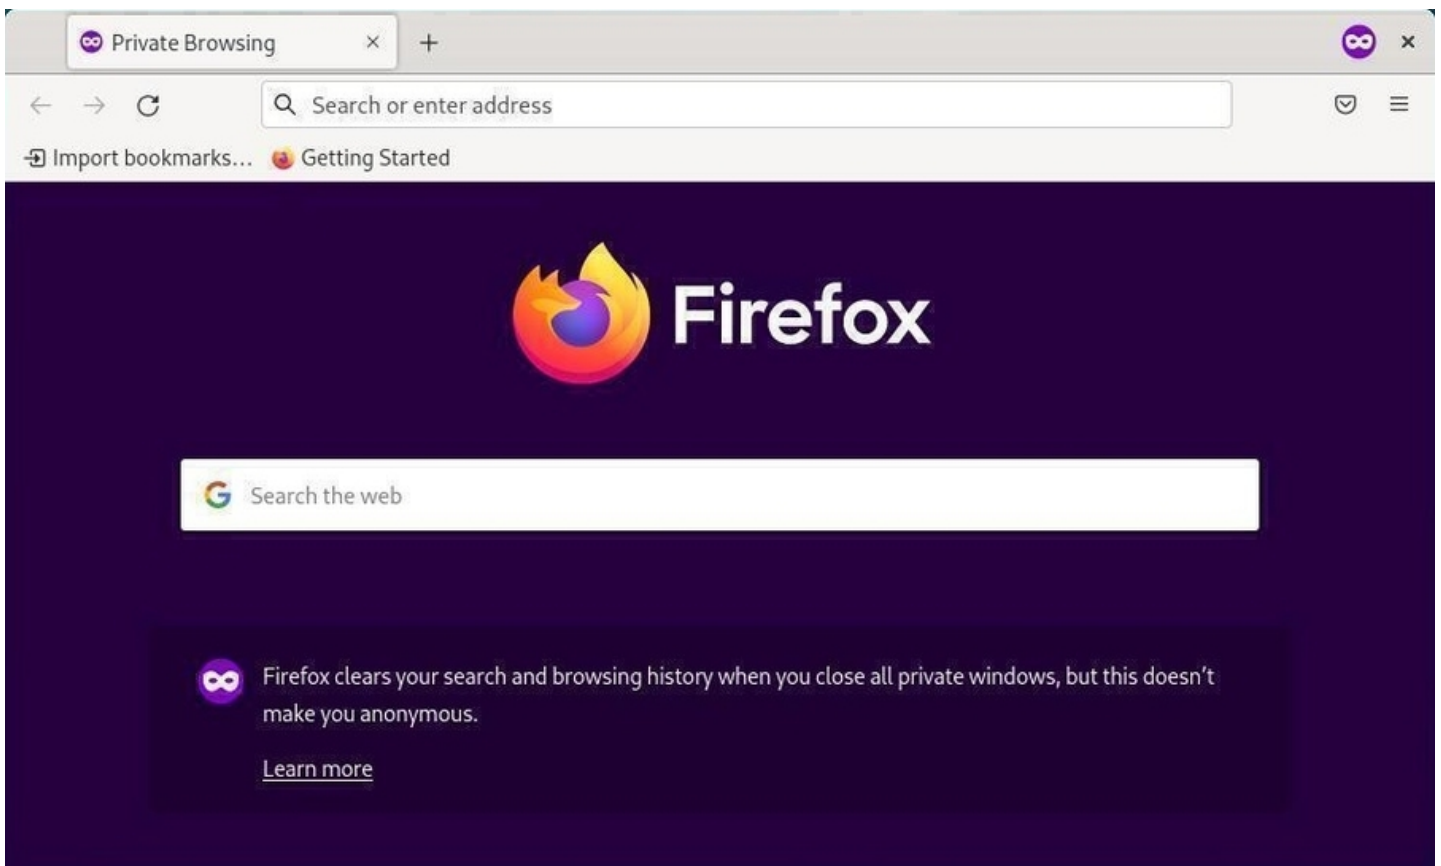 Private Browsing
Search or enter address
Import bookmarks… Getting Started
Firefox
Search the web
Firefox clears your search and browsing history when you close all private windows, but this doesn’t
make you anonymous.
Learn more